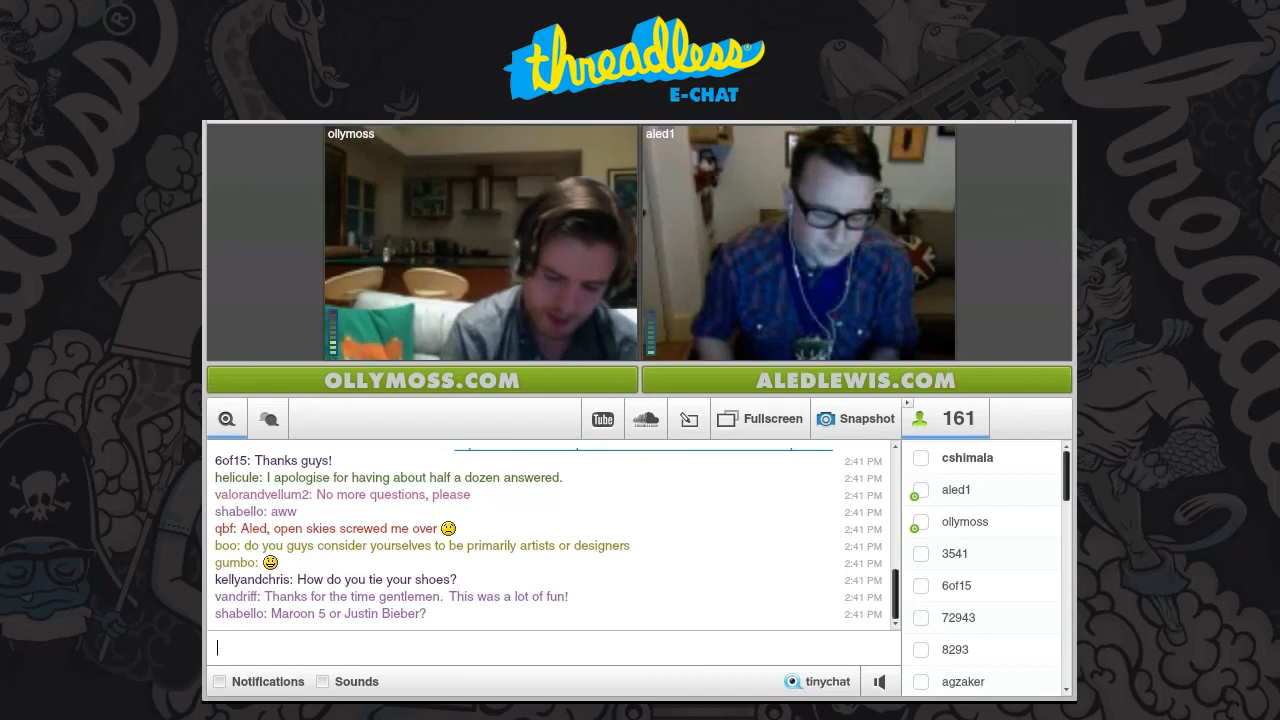 threadless®
E-CHAT
ollymoss
aled1
OLLYMOSS.COM
ALEDLEWIS.COM
You Tube
SOUNDCLOUD
Fullscreen
Snapshot
161
6of15: Thanks guys! 2:41 PM
helicule: I apologise for having about half a dozen answered. 2:41 PM
valorandvellum2: No more questions, please 2:41 PM
shabello: aww 2:41 PM
qbf: Aled, open skies screwed me over 2:41 PM
boo: do you guys consider yourselves to be primarily artists or designers 2:41 PM
gumbo: 2:41 PM
kellyandchris: How do you tie your shoes? 2:41 PM
vandriff: Thanks for the time gentlemen. This was a lot of fun! 2:41 PM
shabello: Maroon 5 or Justin Bieber? 2:41 PM
cshimala
aled1
ollymoss
3541
6of15
72943
8293
agzaker
Notifications
Sounds
tinychat